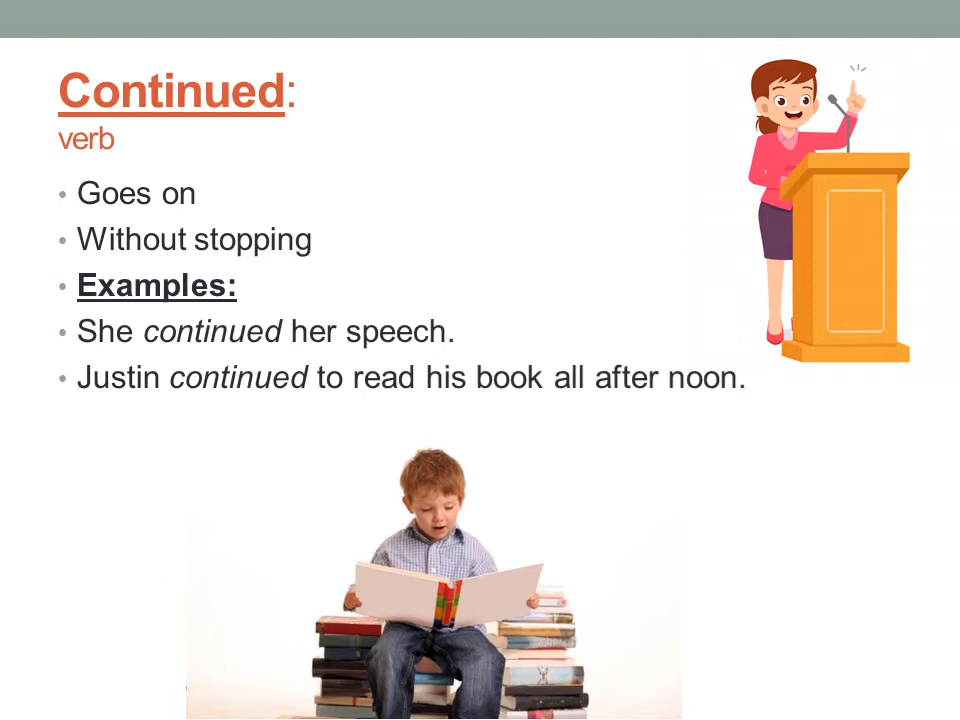 Continued:
verb
• Goes on
• Without stopping
• Examples:
• She continued her speech.
• Justin continued to read his book all after noon.